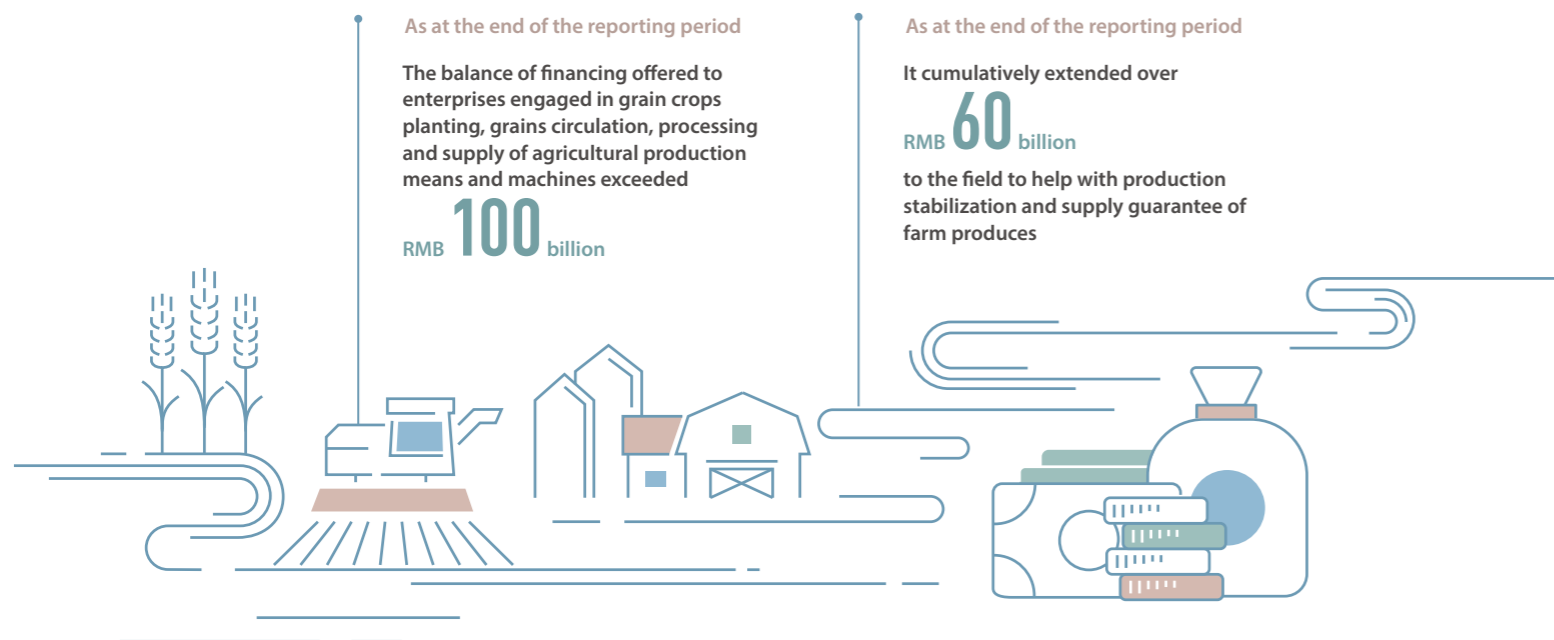 As at the end of the reporting period
The balance of financing offered to
enterprises engaged in grain crops
planting, grains circulation, processing
and supply of agricultural production
means and machines exceeded
RMB 100 billion
As at the end of the reporting period
It cumulatively extended over
RMB 60 billion
to the field to help with production
stabilization and supply guarantee of
farm produces